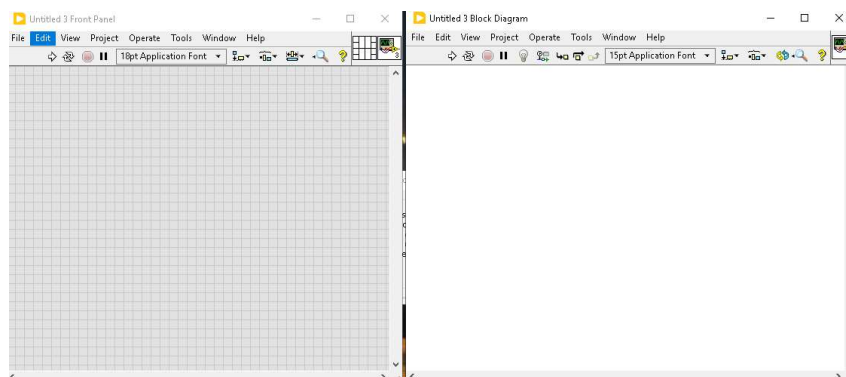 Untitled 3 Front Panel
File Edit View Project Operate Tools Window Help
18pt Application Font
3
Untitled 3 Block Diagram
File Edit View Project Operate Tools Window Help
15pt Application Font